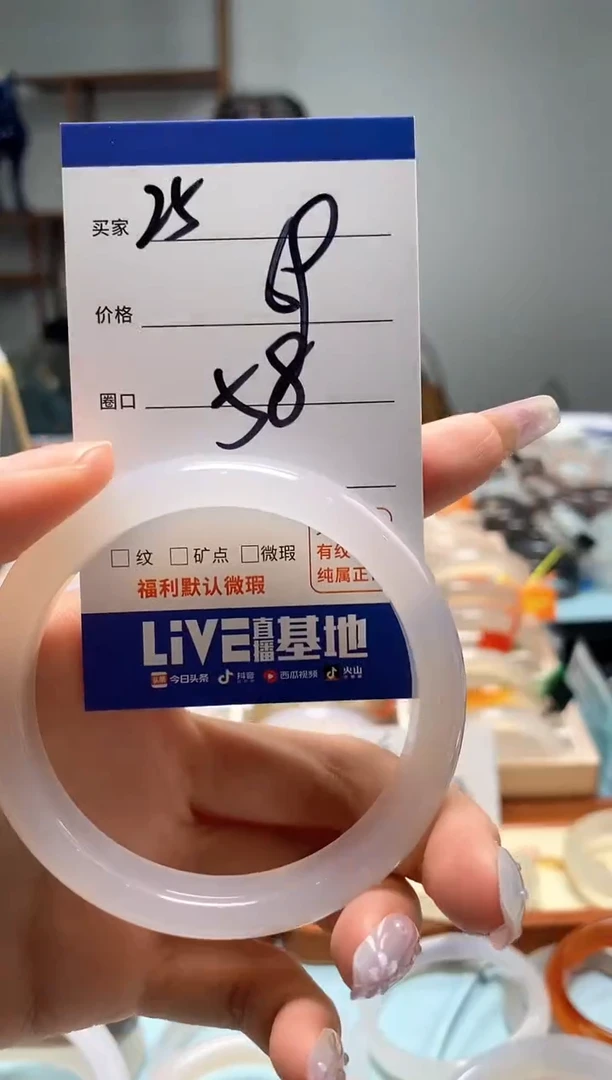 买家 25
价格
圈口 58
□纹 □矿点 □微瑕
福利默认微瑕
有纹
纯属正
LiVE直播基地
今日头条 抖音 西瓜视频 火山